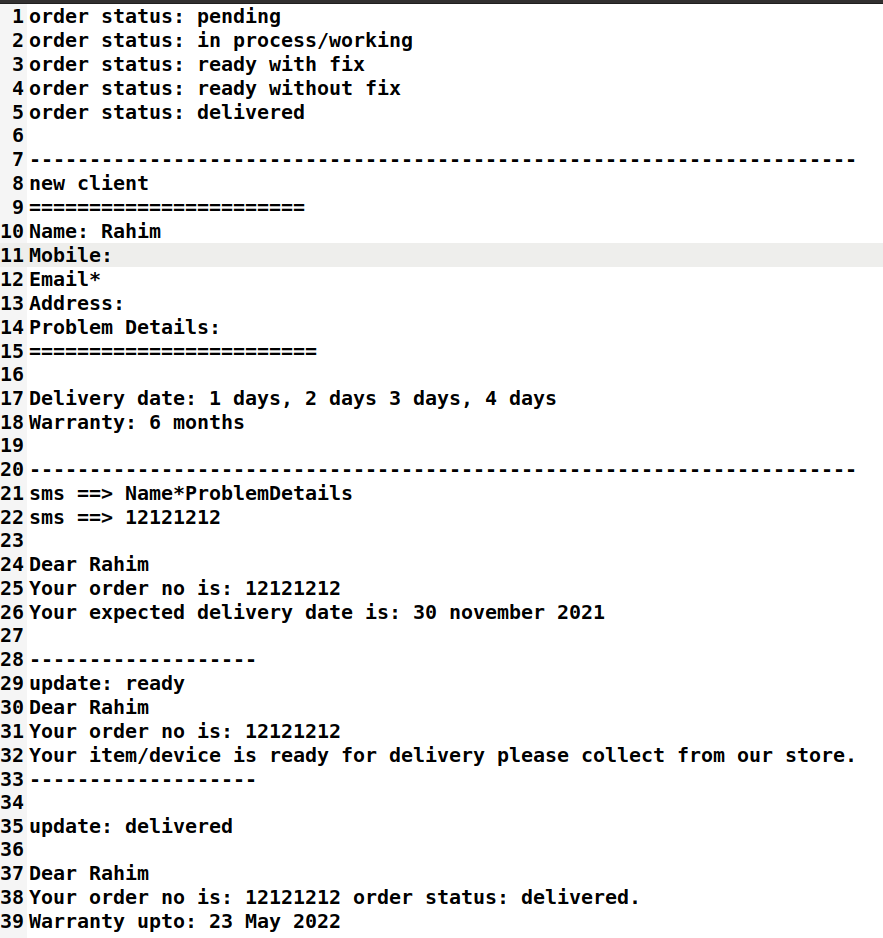 1 order status: pending
2 order status: in process/working
3 order status: ready with fix
4 order status: ready without fix
5 order status: delivered
6
7 ---------------------------------------------------------------------
8 new client
9 =======================
10 Name: Rahim
11 Mobile:
12 Email*
13 Address:
14 Problem Details:
15 ========================
16
17 Delivery date: 1 days, 2 days 3 days, 4 days
18 Warranty: 6 months
19
20 ---------------------------------------------------------------------
21 sms ==> Name*ProblemDetails
22 sms ==> 12121212
23
24 Dear Rahim
25 Your order no is: 12121212
26 Your expected delivery date is: 30 november 2021
27
28 -------------------
29 update: ready
30 Dear Rahim
31 Your order no is: 12121212
32 Your item/device is ready for delivery please collect from our store.
33 -------------------
34
35 update: delivered
36
37 Dear Rahim
38 Your order no is: 12121212 order status: delivered.
39 Warranty upto: 23 May 2022